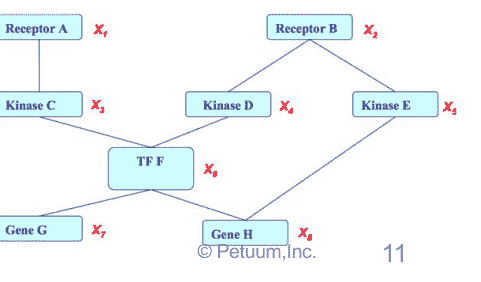 Receptor A X1 Receptor B X2
Kinase C X3 Kinase D X4 Kinase E X5
TF F X6
Gene G X7 Gene H X8
© Petuum,Inc. 11